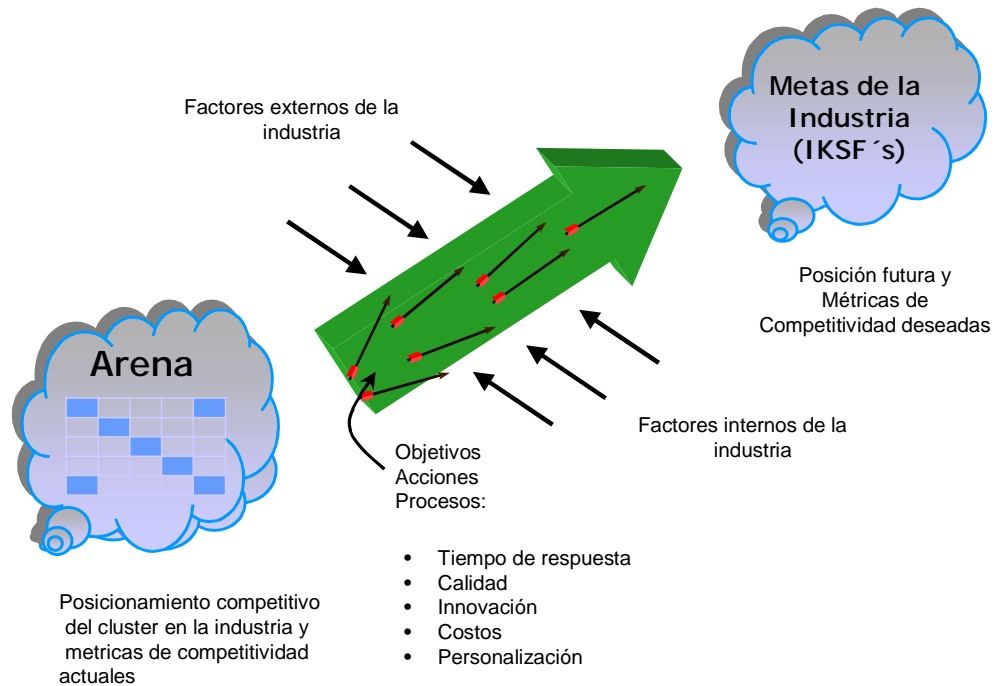 Factores externos de la
industria
Metas de la
Industria
(IKSF´s)
Posición futura y
Métricas de
Competitividad deseadas
Arena
Factores internos de la
industria
Objetivos
Acciones
Procesos:
• Tiempo de respuesta
• Calidad
• Innovación
• Costos
• Personalización
Posicionamiento competitivo
del cluster en la industria y
metricas de competitividad
actuales